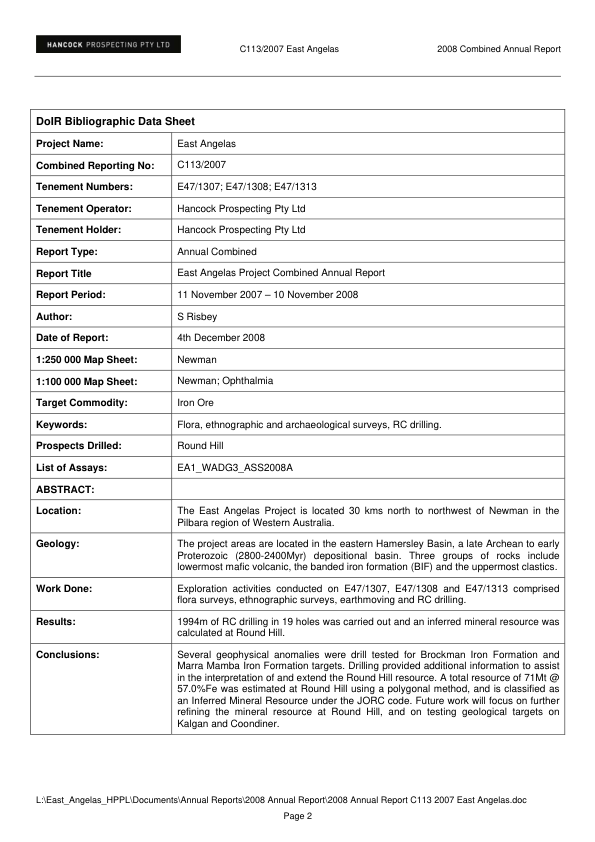 HANCOCK PROSPECTING PTY LTD
C113/2007 East Angelas
2008 Combined Annual Report
DoIR Bibliographic Data Sheet
Project Name: East Angelas
Combined Reporting No: C113/2007
Tenement Numbers: E47/1307; E47/1308; E47/1313
Tenement Operator: Hancock Prospecting Pty Ltd
Tenement Holder: Hancock Prospecting Pty Ltd
Report Type: Annual Combined
Report Title East Angelas Project Combined Annual Report
Report Period: 11 November 2007 – 10 November 2008
Author: S Risbey
Date of Report: 4th December 2008
1:250 000 Map Sheet: Newman
1:100 000 Map Sheet: Newman; Ophthalmia
Target Commodity: Iron Ore
Keywords: Flora, ethnographic and archaeological surveys, RC drilling.
Prospects Drilled: Round Hill
List of Assays: EA1_WADG3_ASS2008A
ABSTRACT:
Location: The East Angelas Project is located 30 kms north to northwest of Newman in the
Pilbara region of Western Australia.
Geology: The project areas are located in the eastern Hamersley Basin, a late Archean to early
Proterozoic (2800-2400Myr) depositional basin. Three groups of rocks include
lowermost mafic volcanic, the banded iron formation (BIF) and the uppermost clastics.
Work Done: Exploration activities conducted on E47/1307, E47/1308 and E47/1313 comprised
flora surveys, ethnographic surveys, earthmoving and RC drilling.
Results: 1994m of RC drilling in 19 holes was carried out and an inferred mineral resource was
calculated at Round Hill.
Conclusions: Several geophysical anomalies were drill tested for Brockman Iron Formation and
Marra Mamba Iron Formation targets. Drilling provided additional information to assist
in the interpretation of and extend the Round Hill resource. A total resource of 71Mt @
57.0%Fe was estimated at Round Hill using a polygonal method, and is classified as
an Inferred Mineral Resource under the JORC code. Future work will focus on further
refining the mineral resource at Round Hill, and on testing geological targets on
Kalgan and Coondiner.
L:\East_Angelas_HPPL\Documents\Annual Reports\2008 Annual Report\2008 Annual Report C113 2007 East Angelas.doc
Page 2